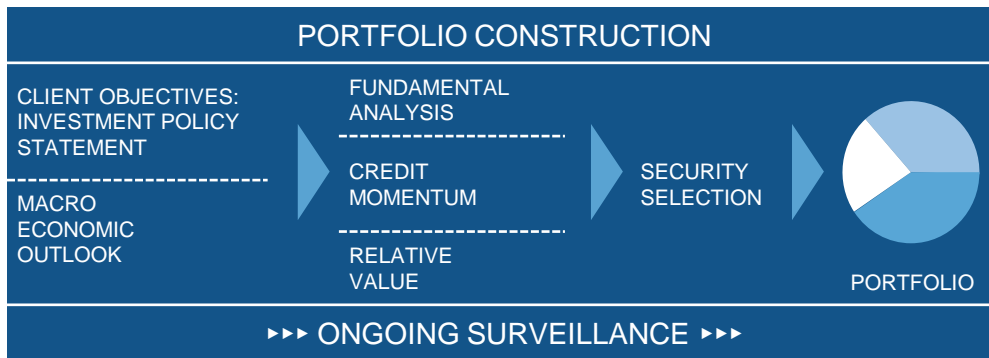 PORTFOLIO CONSTRUCTION
CLIENT OBJECTIVES:
INVESTMENT POLICY
STATEMENT
MACRO
ECONOMIC
OUTLOOK
FUNDAMENTAL
ANALYSIS
CREDIT
MOMENTUM
RELATIVE
VALUE
SECURITY
SELECTION
PORTFOLIO
ONGOING SURVEILLANCE